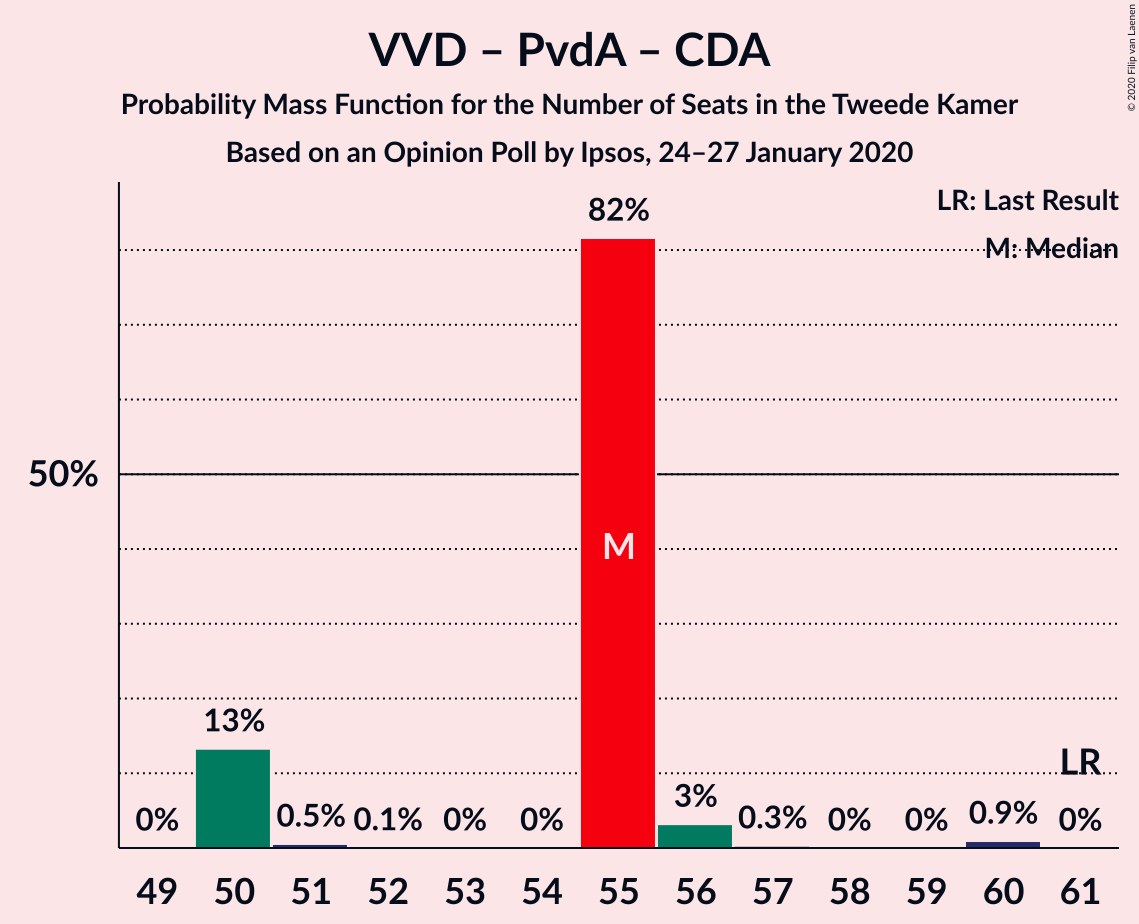 VVD – PvdA – CDA
Probability Mass Function for the Number of Seats in the Tweede Kamer
Based on an Opinion Poll by Ipsos, 24–27 January 2020
© 2020 Filip van Laenen
LR: Last Result
M: Median
82%
50%
M
13%
LR
0%
0.5%
0.1%
0%
0%
3%
0.3%
0%
0%
0.9%
0%
49 50 51 52 53 54 55 56 57 58 59 60 61